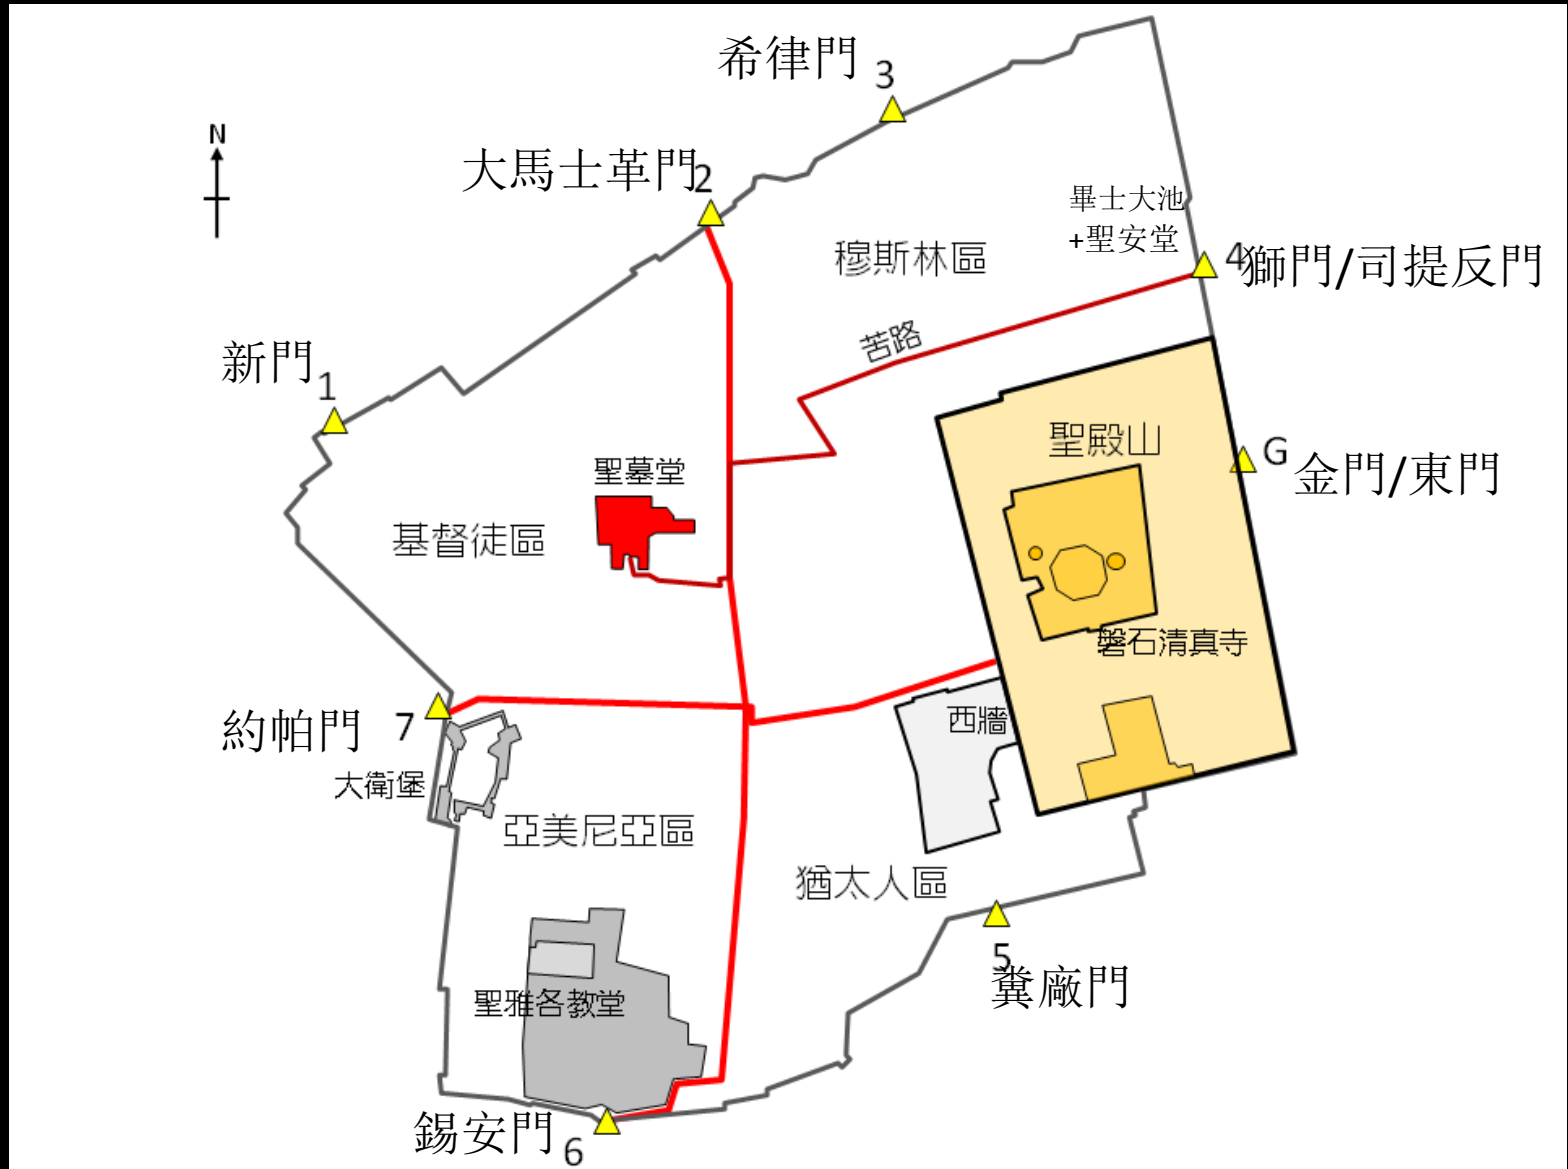 希律門
3
N
大馬士革門
2
畢士大池
+聖安堂
穆斯林區
4
獅門/司提反門
苦路
新門
1
聖殿山
G
金門/東門
聖墓堂
基督徒區
磐石清真寺
西牆
約帕門
7
大衛堡
亞美尼亞區
猶太人區
5
糞廠門
聖雅各教堂
錫安門
6